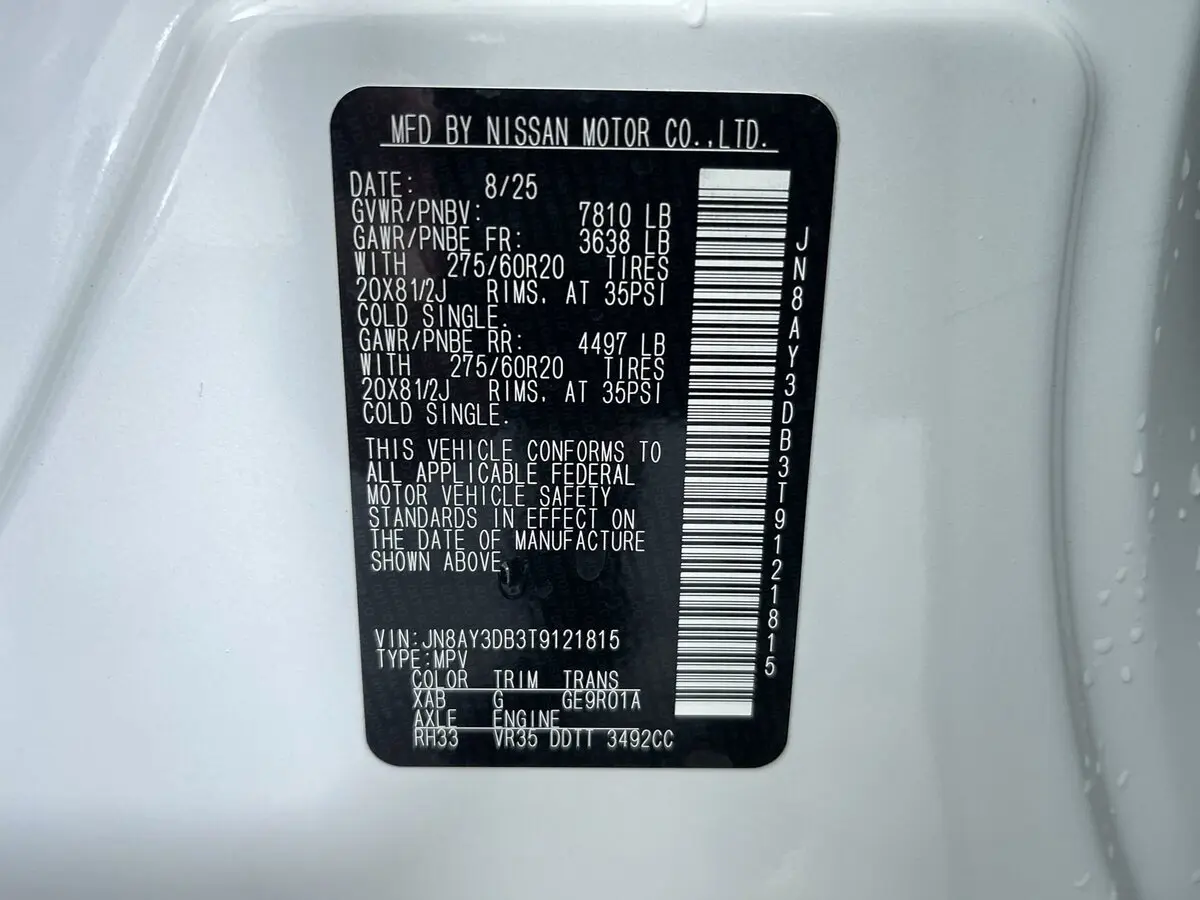 MFD BY NISSAN MOTOR CO.,LTD.
DATE: 8/25
GVWR/PNBV: 7810 LB
GAWR/PNBE FR: 3638 LB
WITH 275/60R20 TIRES
20X81/2J RIMS. AT 35PSI
COLD SINGLE.
GAWR/PNBE RR: 4497 LB
WITH 275/60R20 TIRES
20X81/2J RIMS. AT 35PSI
COLD SINGLE.
THIS VEHICLE CONFORMS TO
ALL APPLICABLE FEDERAL
MOTOR VEHICLE SAFETY
STANDARDS IN EFFECT ON
THE DATE OF MANUFACTURE
SHOWN ABOVE.
VIN:JN8AY3DB3T9121815
TYPE:MPV
COLOR TRIM TRANS
XAB G GE9R01A
AXLE ENGINE
RH33 VR35 DDTT 3492CC
JN8AY3DB3T9121815